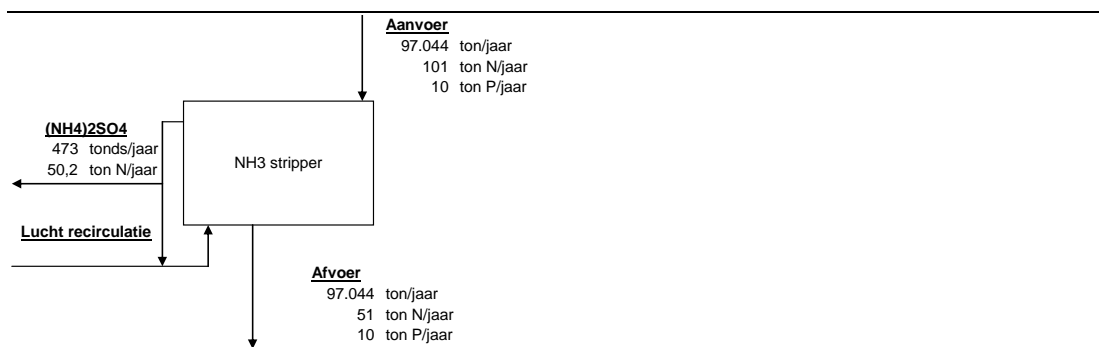 Aanvoer
97.044 ton/jaar
101 ton N/jaar
10 ton P/jaar
(NH4)2SO4
473 tonds/jaar
50,2 ton N/jaar
NH3 stripper
Lucht recirculatie
Afvoer
97.044 ton/jaar
51 ton N/jaar
10 ton P/jaar